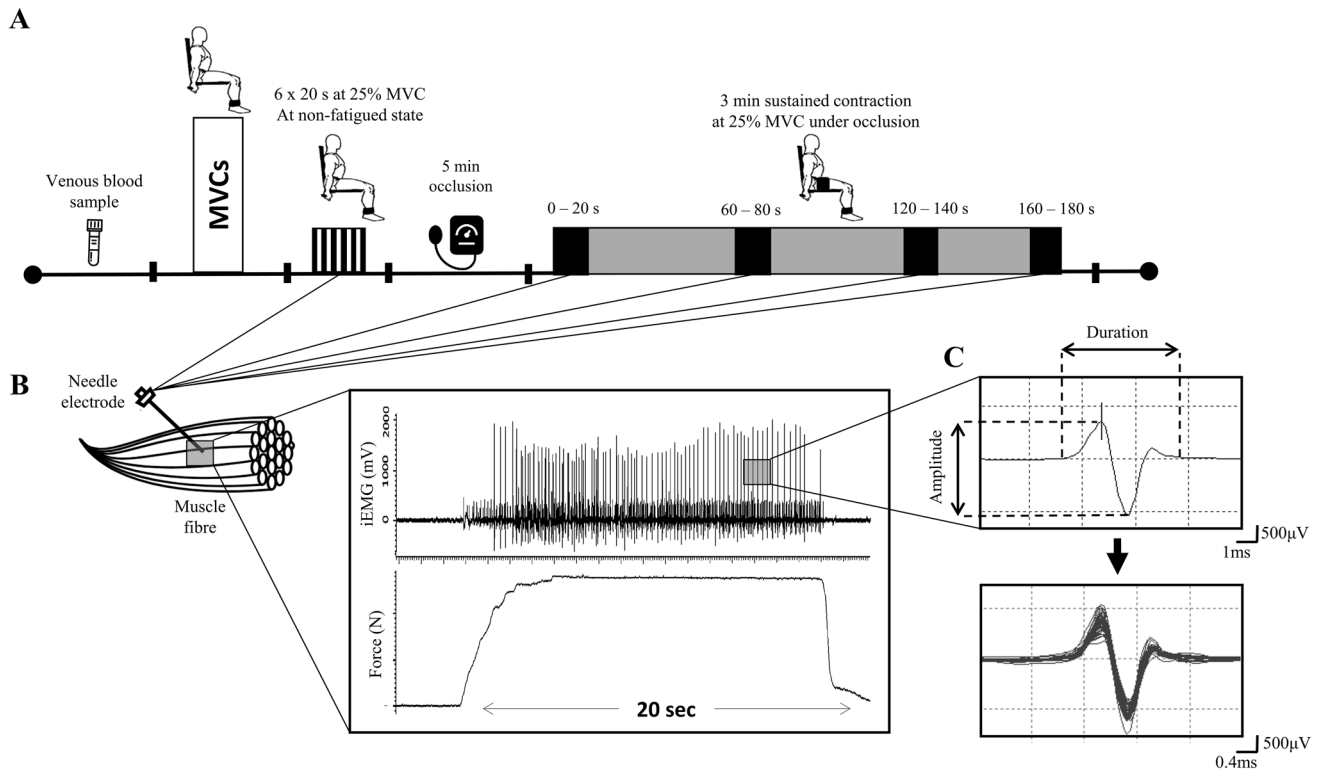 A
6 x 20 s at 25% MVC
At non-fatigued state
3 min sustained contraction
at 25% MVC under occlusion
Venous blood
sample
MVCs
5 min
occlusion
0 – 20 s
60 – 80 s
120 – 140 s
160 – 180 s
B
Needle
electrode
Muscle
fibre
iEMG (mV)
2000
1000
0
Force (N)
20 sec
C
Duration
Amplitude
500µV
1ms
500µV
0.4ms